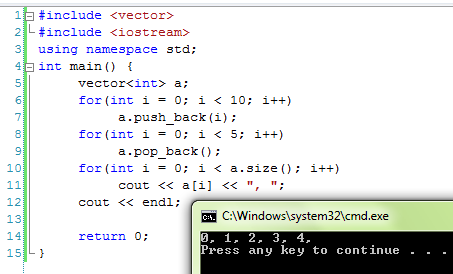 1 #include <vector>
2 #include <iostream>
3 using namespace std;
4 int main() {
5 vector<int> a;
6 for(int i = 0; i < 10; i++)
7 a.push_back(i);
8 for(int i = 0; i < 5; i++)
9 a.pop_back();
10 for(int i = 0; i < a.size(); i++)
11 cout << a[i] << ", ";
12 cout << endl;
13
14 return 0;
15 }
C:\Windows\system32\cmd.exe
0, 1, 2, 3, 4,
Press any key to continue . . .